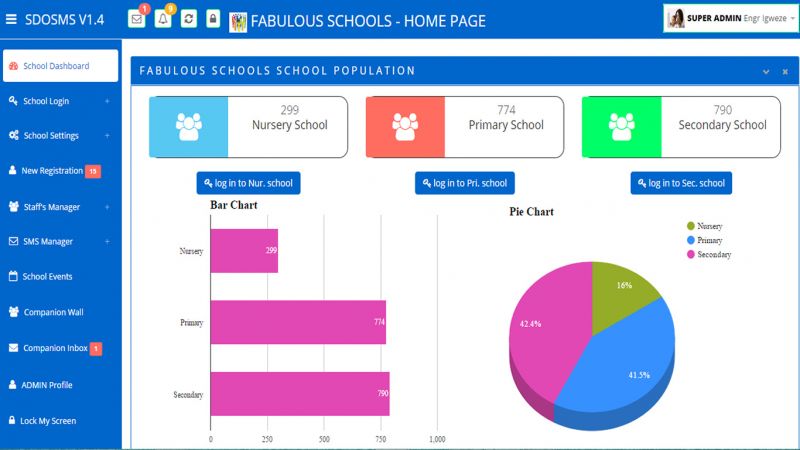 SDOSMS V1.4
1
9
FABULOUS SCHOOLS - HOME PAGE
SUPER ADMIN Engr Igweze
School Dashboard
School Login +
School Settings +
New Registration 15
Staff's Manager +
SMS Manager +
School Events
Companion Wall
Companion Inbox 1
ADMIN Profile
Lock My Screen
FABULOUS SCHOOLS SCHOOL POPULATION
299
Nursery School
774
Primary School
790
Secondary School
log in to Nur. school
log in to Pri. school
log in to Sec. school
Bar Chart
Nursery 299
Primary 774
Secondary 790
0 250 500 750 1,000
Pie Chart
Nursery
Primary
Secondary
16%
42.4%
41.5%